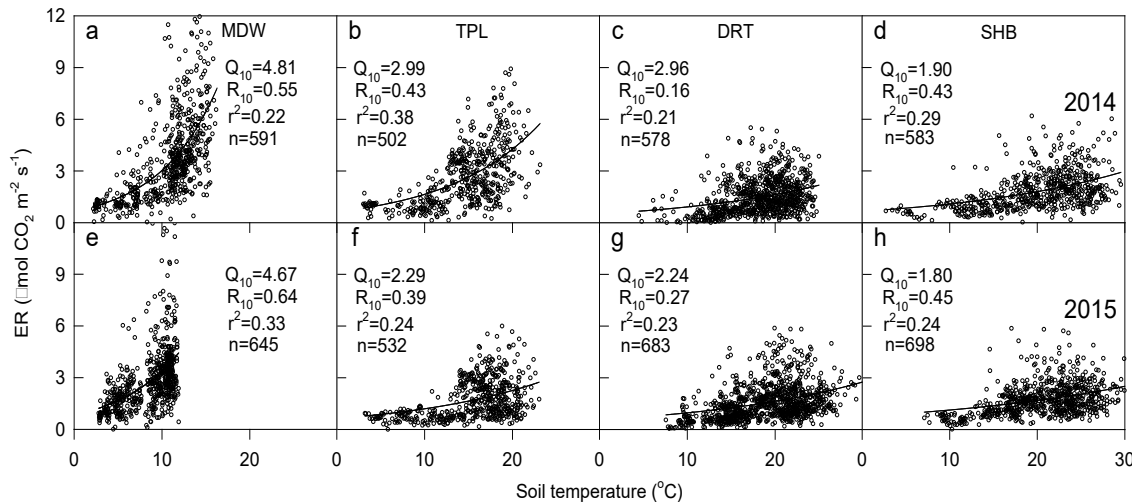 12
9
6
3
0
a MDW
Q10=4.81
R10=0.55
r2=0.22
n=591
b TPL
Q10=2.99
R10=0.43
r2=0.38
n=502
c DRT
Q10=2.96
R10=0.16
r2=0.21
n=578
d SHB
Q10=1.90
R10=0.43
r2=0.29
n=583
2014
9
6
3
0
e
Q10=4.67
R10=0.64
r2=0.33
n=645
f
Q10=2.29
R10=0.39
r2=0.24
n=532
g
Q10=2.24
R10=0.27
r2=0.23
n=683
h
Q10=1.80
R10=0.45
r2=0.24
n=698
2015
ER (□mol CO2 m-2 s-1)
0 10 20 0 10 20 0 10 20 0 10 20 30
Soil temperature (oC)